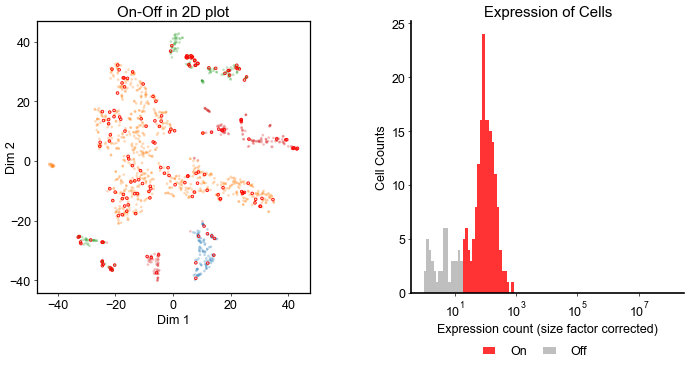 On-Off in 2D plot
40
20
0
−20
−40
Dim 2
−40 −20 0 20 40
Dim 1
Expression of Cells
25
20
15
10
5
0
Cell Counts
10^1 10^3 10^5 10^7
Expression count (size factor corrected)
On Off